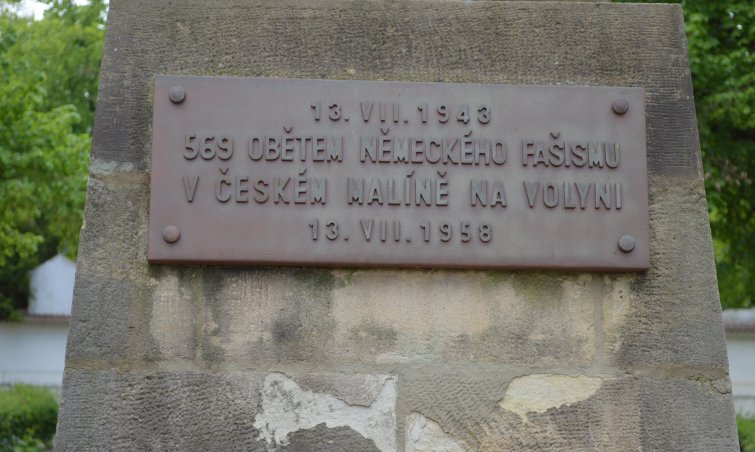 13. VII. 1943
569 OBĚTEM NĚMECKÉHO FAŠISMU
V ČESKÉM MALÍNĚ NA VOLYNI
13. VII. 1958